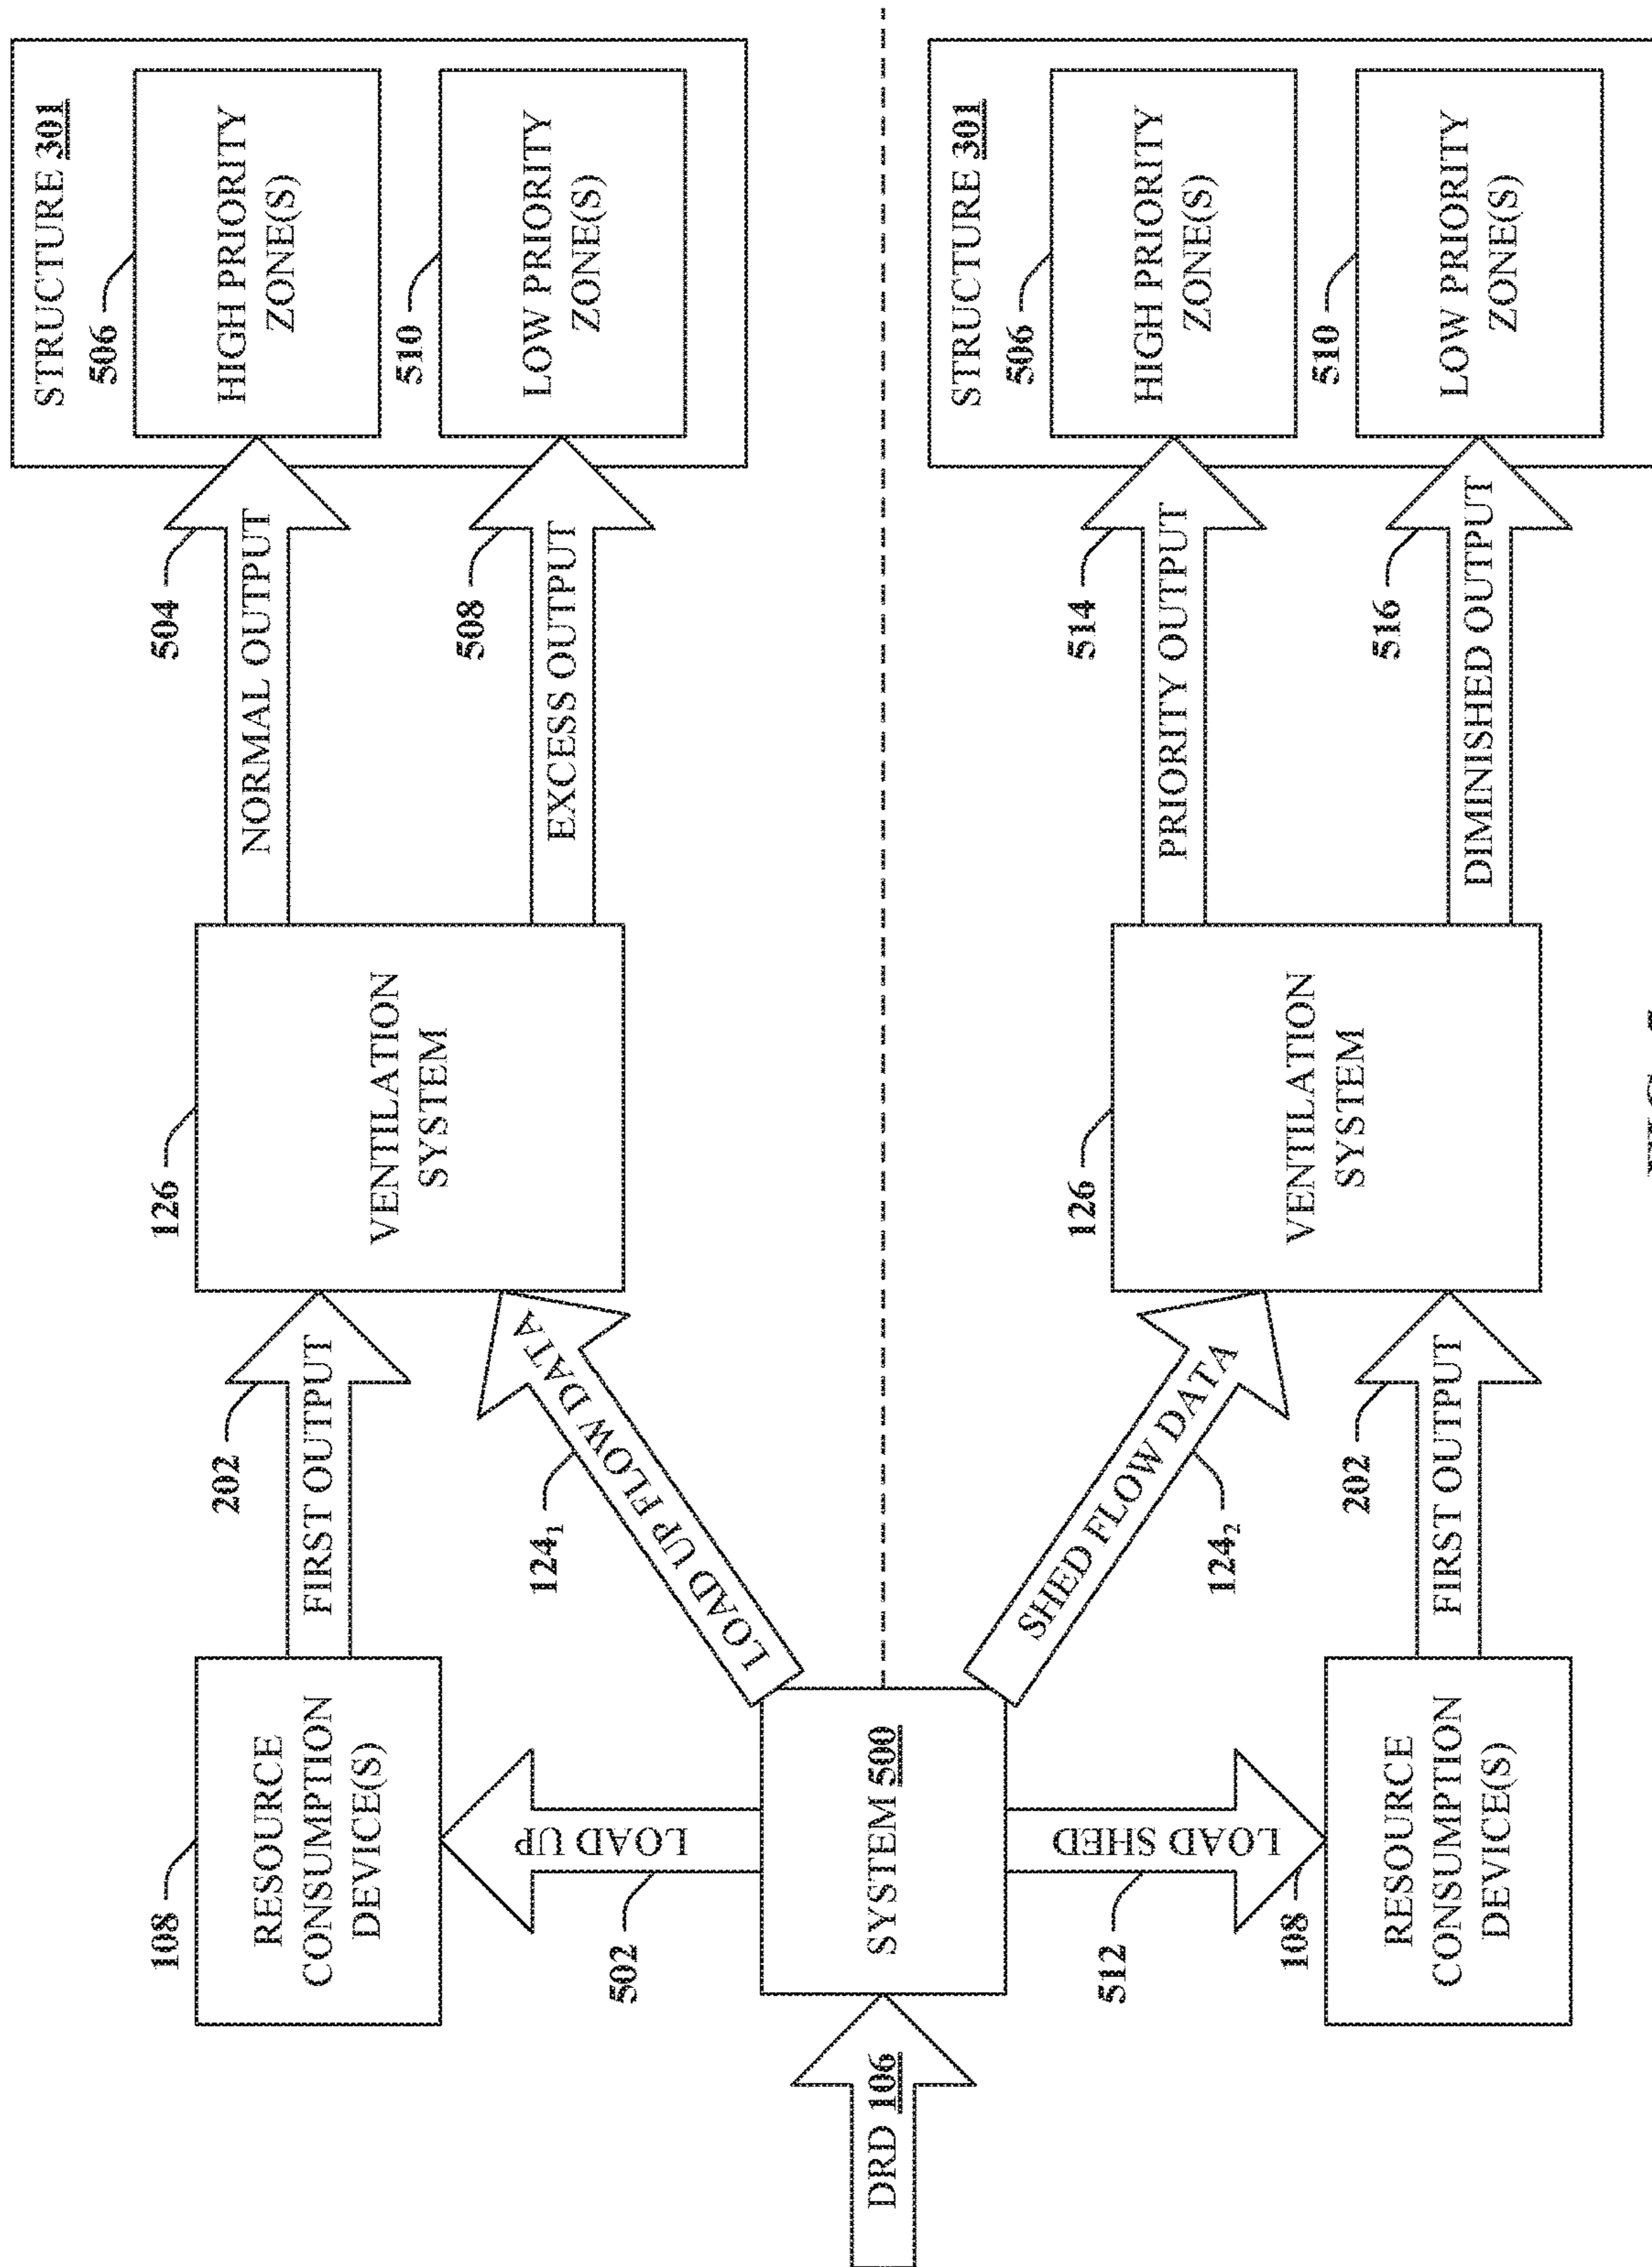 STRUCTURE 301
506
HIGH PRIORITY
ZONE(S)
510
LOW PRIORITY
ZONE(S)
504
NORMAL OUTPUT
508
EXCESS OUTPUT
126
VENTILATION
SYSTEM
202
FIRST OUTPUT
124₁
LOAD UP FLOW DATA
108
RESOURCE
CONSUMPTION
DEVICE(S)
502
LOAD UP
DRD 106
SYSTEM 500
512
LOAD SHED
108
RESOURCE
CONSUMPTION
DEVICE(S)
124₂
SHED FLOW DATA
202
FIRST OUTPUT
126
VENTILATION
SYSTEM
514
PRIORITY OUTPUT
516
DIMINISHED OUTPUT
STRUCTURE 301
506
HIGH PRIORITY
ZONE(S)
510
LOW PRIORITY
ZONE(S)